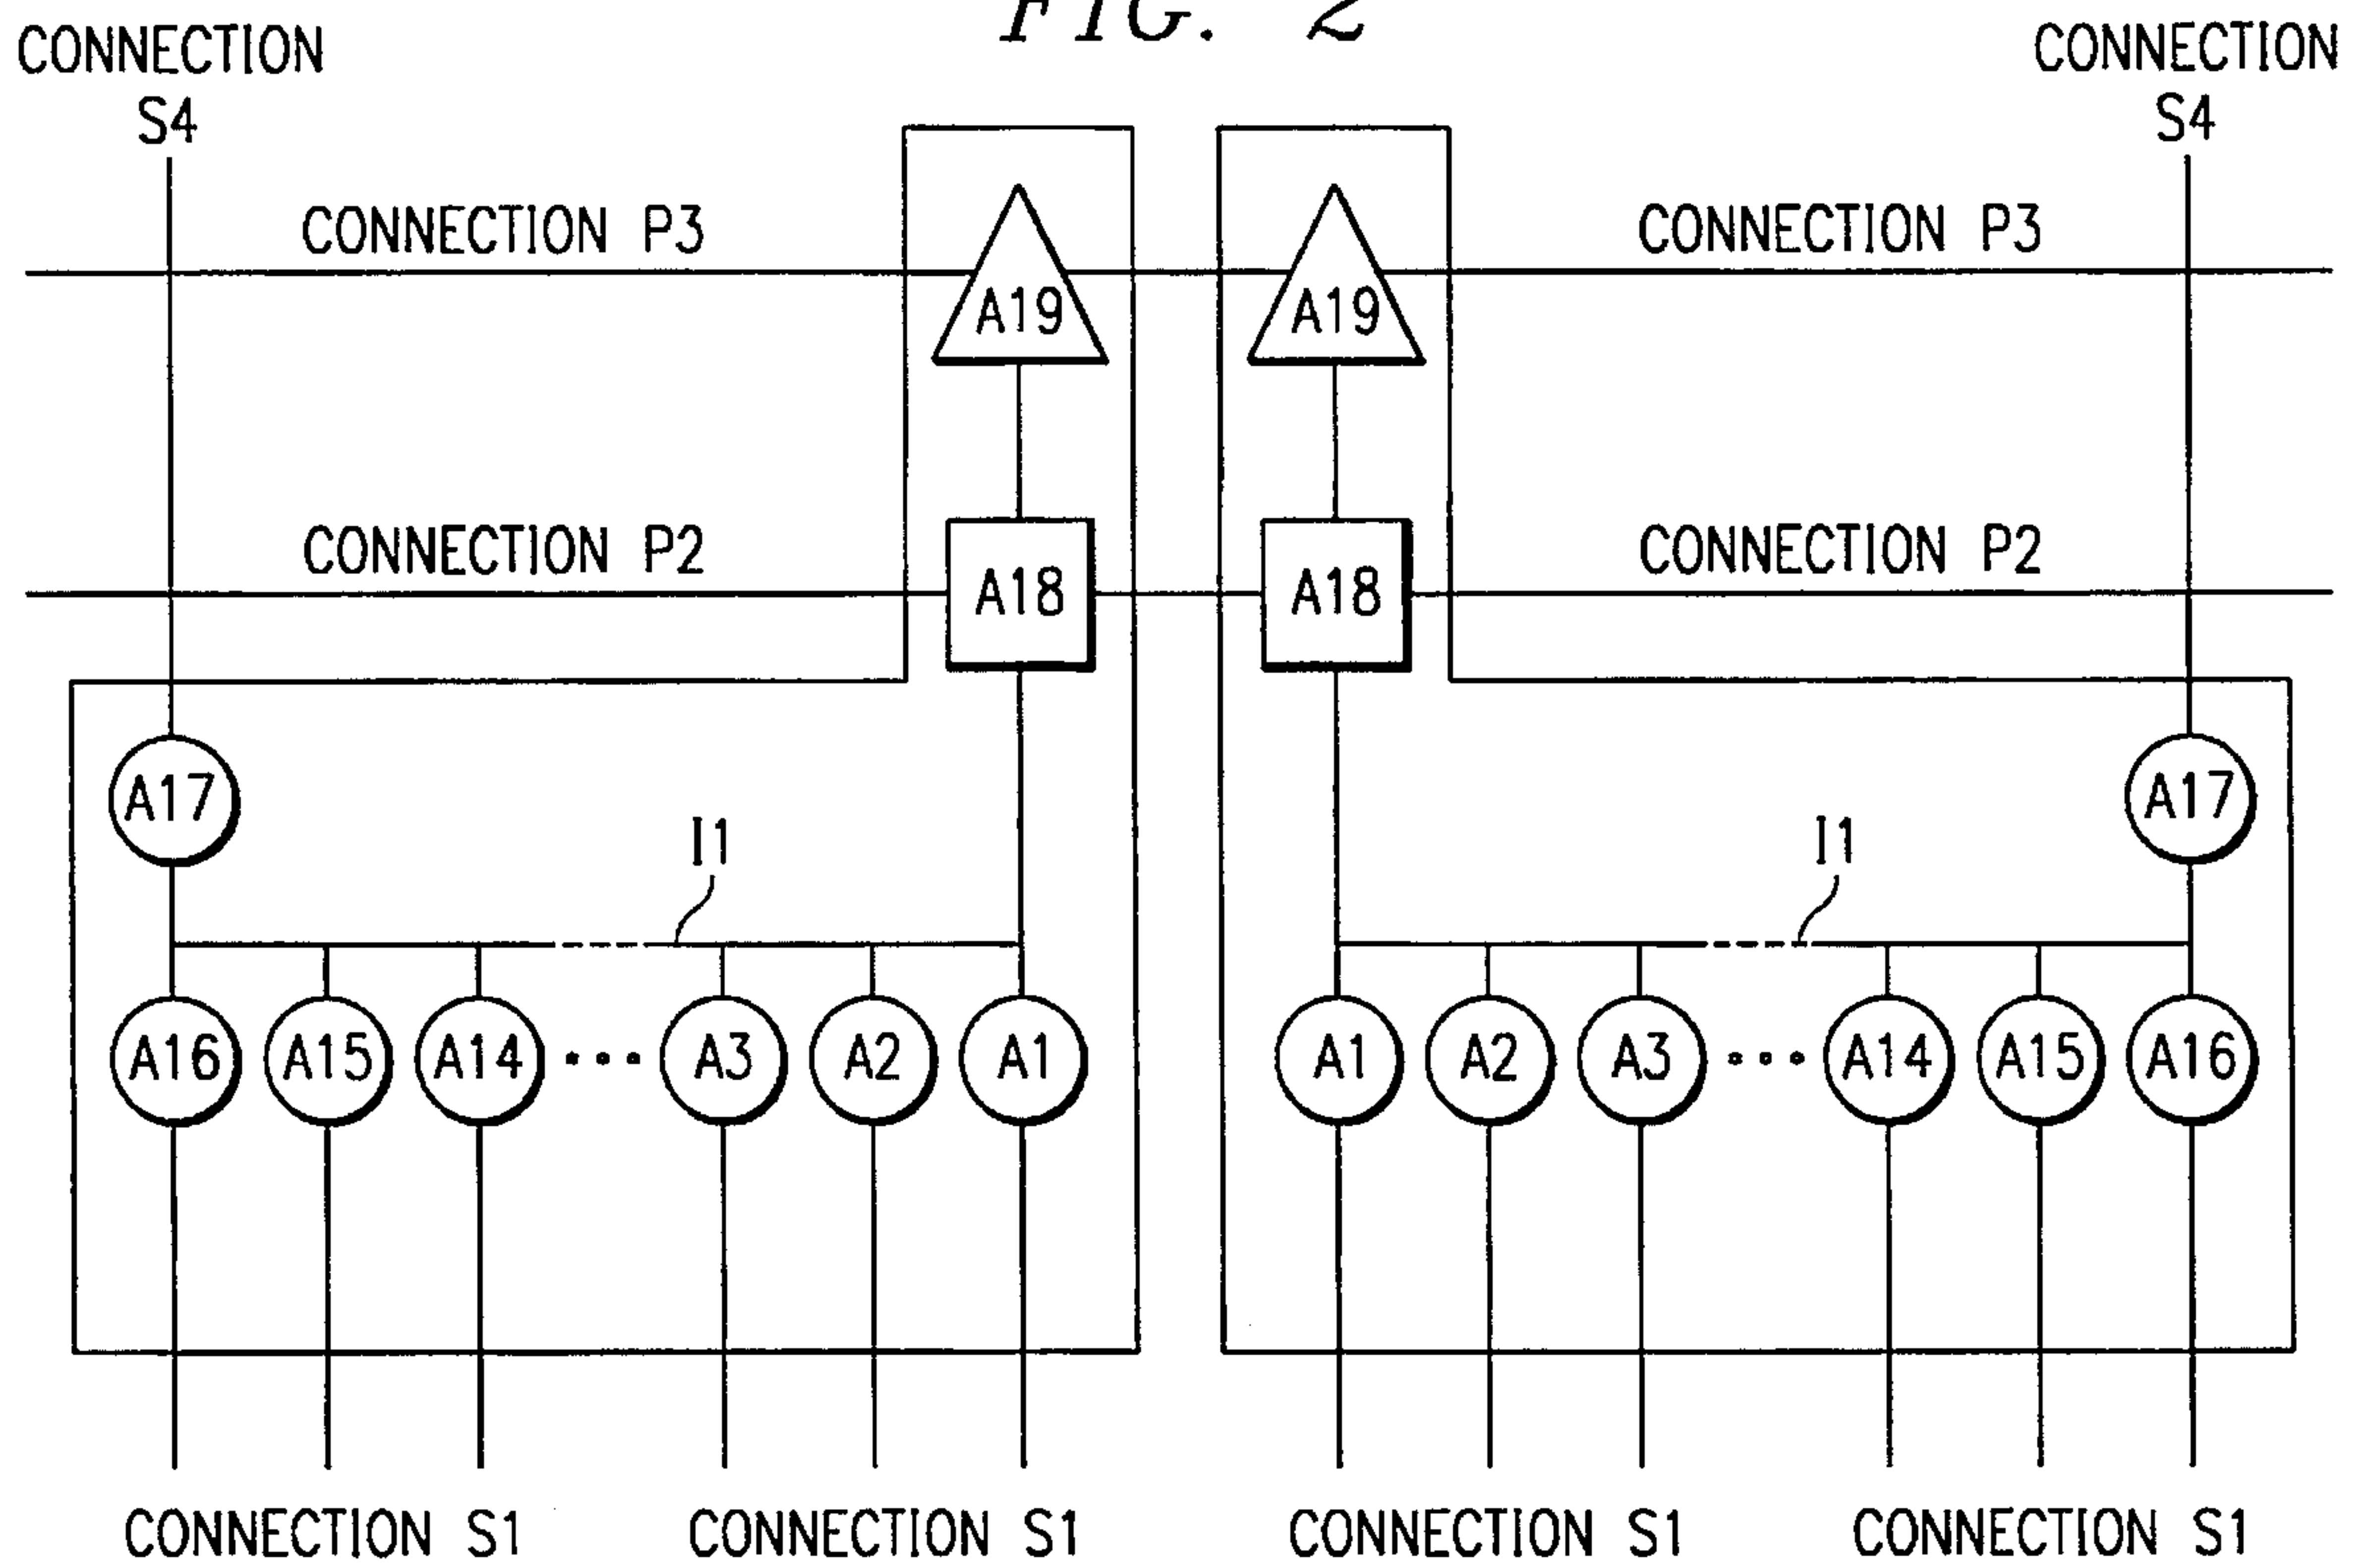 FIG. 2
CONNECTION S4
CONNECTION S4
CONNECTION P3
A19
A19
CONNECTION P3
CONNECTION P2
A18
A18
CONNECTION P2
A17
A17
I1
I1
A16 A15 A14 ••• A3 A2 A1
A1 A2 A3 ••• A14 A15 A16
CONNECTION S1
CONNECTION S1
CONNECTION S1
CONNECTION S1